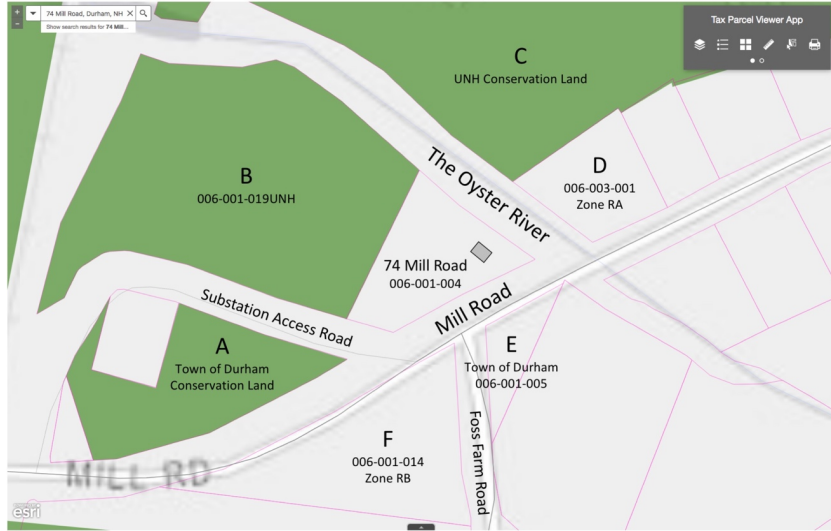 74 Mill Road, Durham, NH
Show search results for 74 Mill...
Tax Parcel Viewer App
C
UNH Conservation Land
B
006-001-019UNH
The Oyster River
D
006-003-001
Zone RA
74 Mill Road
006-001-004
Substation Access Road
Mill Road
A
Town of Durham
Conservation Land
E
Town of Durham
006-001-005
F
006-001-014
Zone RB
Foss Farm Road
MILL RD
esri